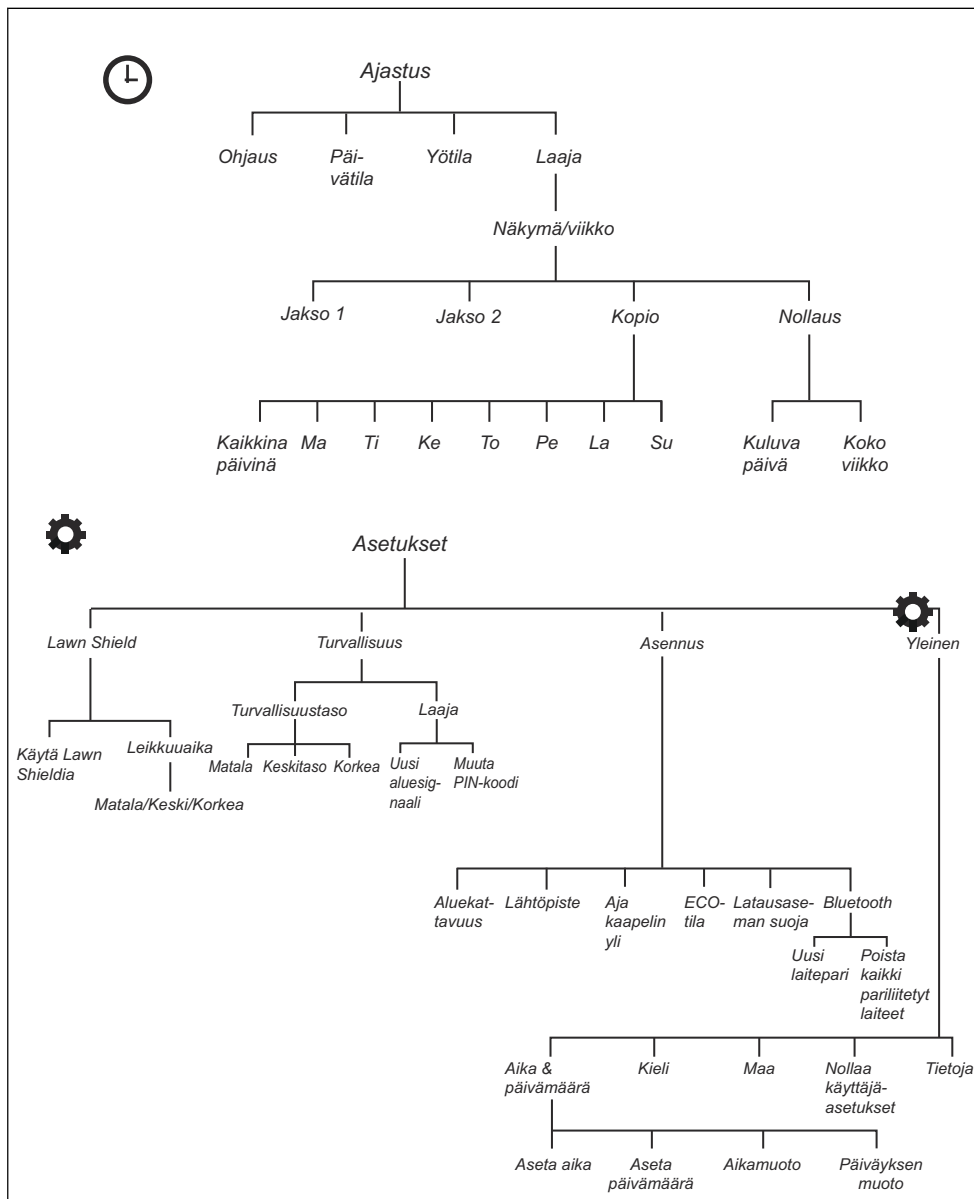 Ajastus
Ohjaus
Päi-
vätila
Yötila
Laaja
Näkymä/viikko
Jakso 1
Jakso 2
Kopio
Nollaus
Kaikkina
päivinä
Ma
Ti
Ke
To
Pe
La
Su
Kuluva
päivä
Koko
viikko
Asetukset
Lawn Shield
Turvallisuus
Asennus
Yleinen
Käytä Lawn
Shieldia
Leikkuuaika
Matala/Keski/Korkea
Turvallisuustaso
Laaja
Matala
Keskitaso
Korkea
Uusi
aluesig-
naali
Muuta
PIN-koodi
Aluekat-
tavuus
Lähtöpiste
Aja
kaapelin
yli
ECO-
tila
Latausase-
man suoja
Bluetooth
Uusi
laitepari
Poista
kaikki
pariliitetyt
laiteet
Aika &
päivämäärä
Kieli
Maa
Nollaa
käyttäjä-
asetukset
Tietoja
Aseta aika
Aseta
päivämäärä
Aikamuoto
Päiväyksen
muoto